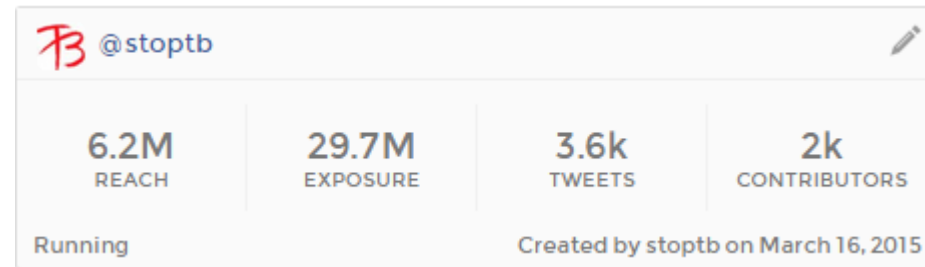 TB @stoptb
6.2M 29.7M 3.6k 2k
REACH EXPOSURE TWEETS CONTRIBUTORS
Running Created by stoptb on March 16, 2015